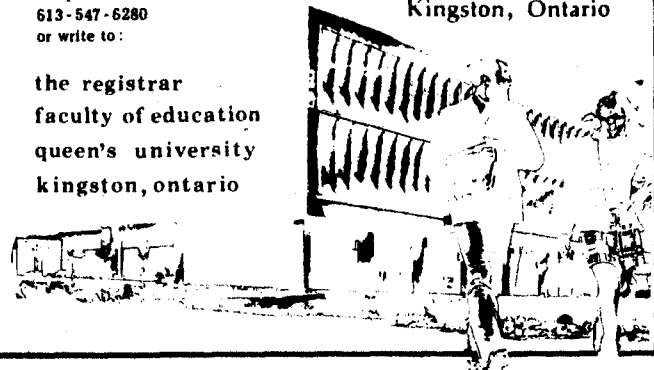 613-547-6280
or write to:
Kingston, Ontario
the registrar
faculty of education
queen's university
kingston, ontario